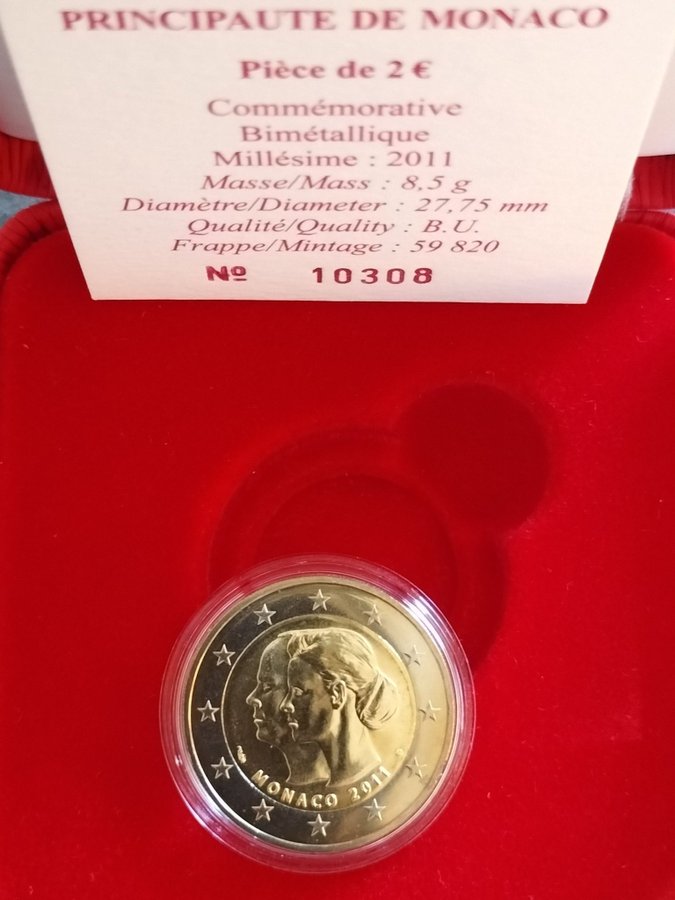 PRINCIPAUTE DE MONACO
Pièce de 2 €
Commémorative
Bimétallique
Millésime : 2011
Masse/Mass : 8,5 g
Diamètre/Diameter : 27,75 mm
Qualité/Quality : B.U.
Frappe/Mintage : 59 820
Nº 10308
MONACO 2011